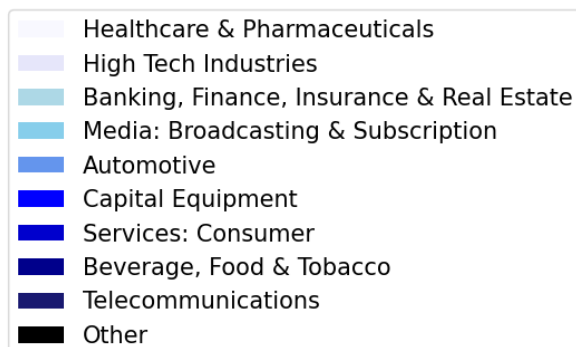 Healthcare & Pharmaceuticals
High Tech Industries
Banking, Finance, Insurance & Real Estate
Media: Broadcasting & Subscription
Automotive
Capital Equipment
Services: Consumer
Beverage, Food & Tobacco
Telecommunications
Other